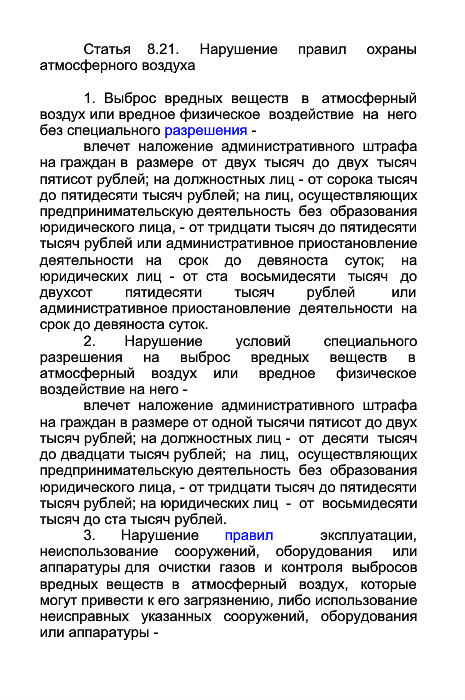 Статья 8.21. Нарушение правил охраны
атмосферного воздуха
1. Выброс вредных веществ в атмосферный
воздух или вредное физическое воздействие на него
без специального разрешения -
влечет наложение административного штрафа
на граждан в размере от двух тысяч до двух тысяч
пятисот рублей; на должностных лиц - от сорока тысяч
до пятидесяти тысяч рублей; на лиц, осуществляющих
предпринимательскую деятельность без образования
юридического лица, - от тридцати тысяч до пятидесяти
тысяч рублей или административное приостановление
деятельности на срок до девяноста суток; на
юридических лиц - от ста восьмидесяти тысяч до
двухсот пятидесяти тысяч рублей или
административное приостановление деятельности на
срок до девяноста суток.
2. Нарушение условий специального
разрешения на выброс вредных веществ в
атмосферный воздух или вредное физическое
воздействие на него -
влечет наложение административного штрафа
на граждан в размере от одной тысячи пятисот до двух
тысяч рублей; на должностных лиц - от десяти тысяч
до двадцати тысяч рублей; на лиц, осуществляющих
предпринимательскую деятельность без образования
юридического лица, - от тридцати тысяч до пятидесяти
тысяч рублей; на юридических лиц - от восьмидесяти
тысяч до ста тысяч рублей.
3. Нарушение правил эксплуатации,
неиспользование сооружений, оборудования или
аппаратуры для очистки газов и контроля выбросов
вредных веществ в атмосферный воздух, которые
могут привести к его загрязнению, либо использование
неисправных указанных сооружений, оборудования
или аппаратуры -